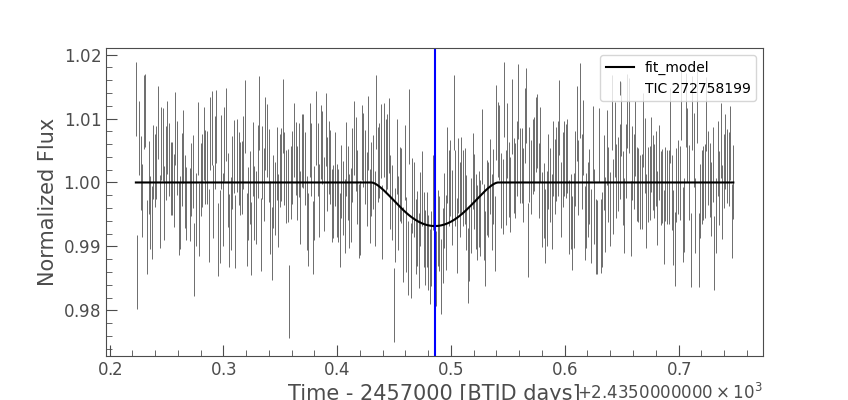 1.02
1.01
1.00
0.99
0.98
Normalized Flux
fit_model
TIC 272758199
0.2 0.3 0.4 0.5 0.6 0.7
Time - 2457000 [BTJD days]
+2.4350000000 × 10³